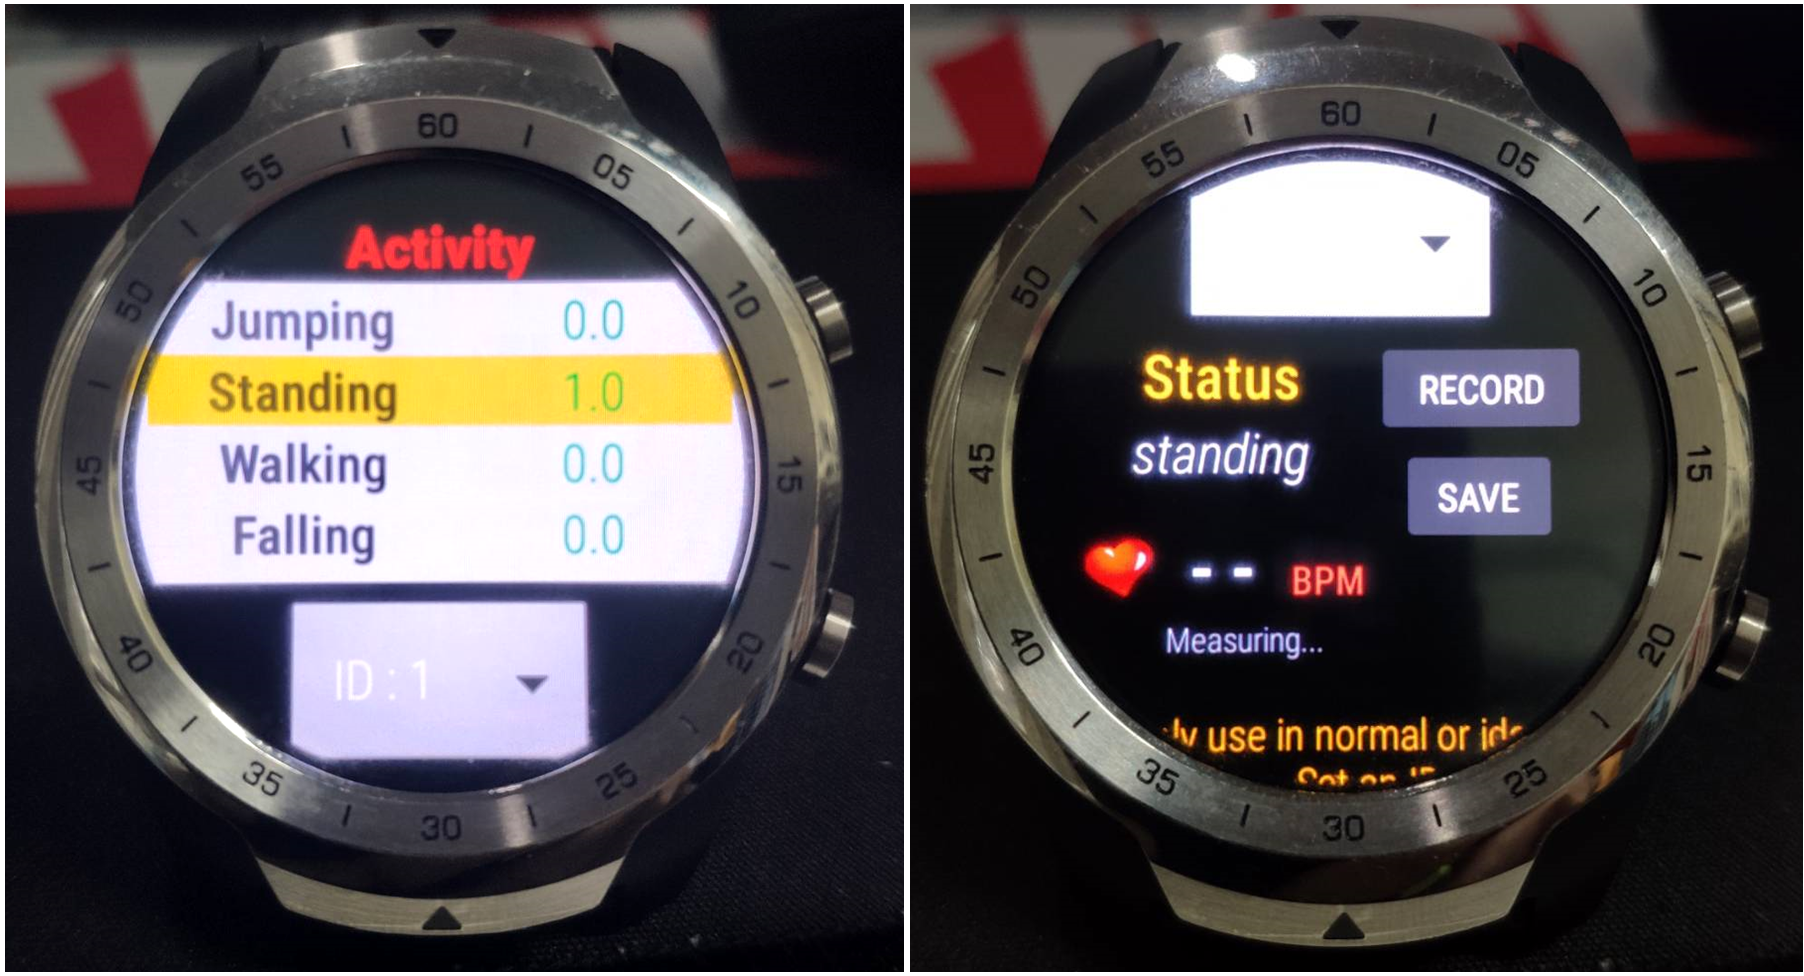 60
05
10
15
20
25
30
35
40
45
50
55
Activity
Jumping 0.0
Standing 1.0
Walking 0.0
Falling 0.0
ID : 1
60
05
10
15
20
25
30
35
40
45
50
55
Status
standing
RECORD
SAVE
-- BPM
Measuring...
use in normal or